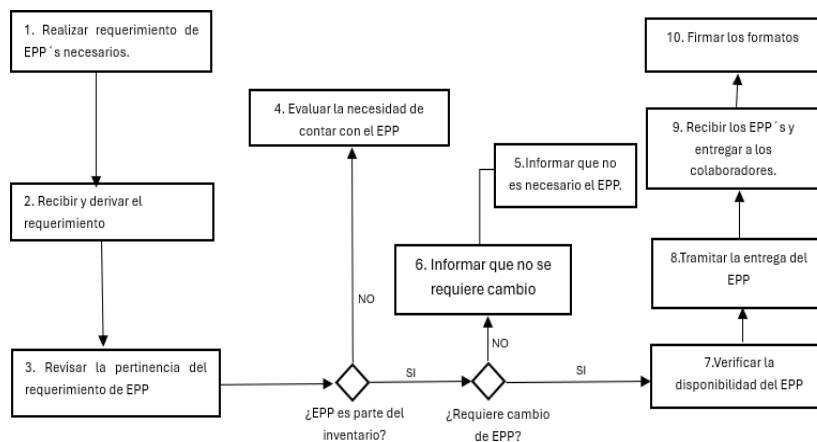 1. Realizar requerimiento de
EPP´s necesarios.
2. Recibir y derivar el
requerimiento
3. Revisar la pertinencia del
requerimiento de EPP
4. Evaluar la necesidad de
contar con el EPP
NO
¿EPP es parte del
inventario?
SI
5.Informar que no
es necesario el EPP.
6. Informar que no se
requiere cambio
NO
¿Requiere cambio
de EPP?
SI
7.Verificar la
disponibilidad del EPP
8.Tramitar la entrega del
EPP
9. Recibir los EPP´s y
entregar a los
colaboradores.
10. Firmar los formatos